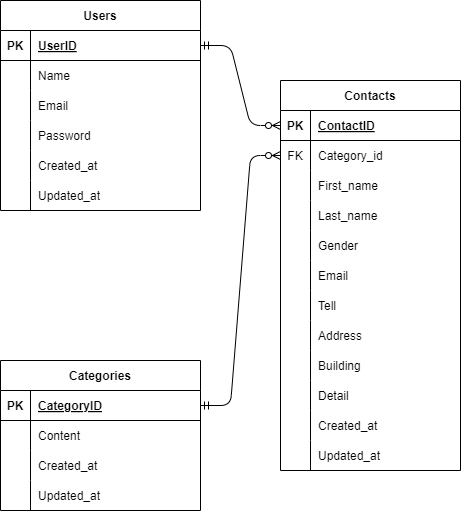 Users
PK UserID
Name
Email
Password
Created_at
Updated_at
Contacts
PK ContactID
FK Category_id
First_name
Last_name
Gender
Email
Tell
Address
Building
Detail
Created_at
Updated_at
Categories
PK CategoryID
Content
Created_at
Updated_at